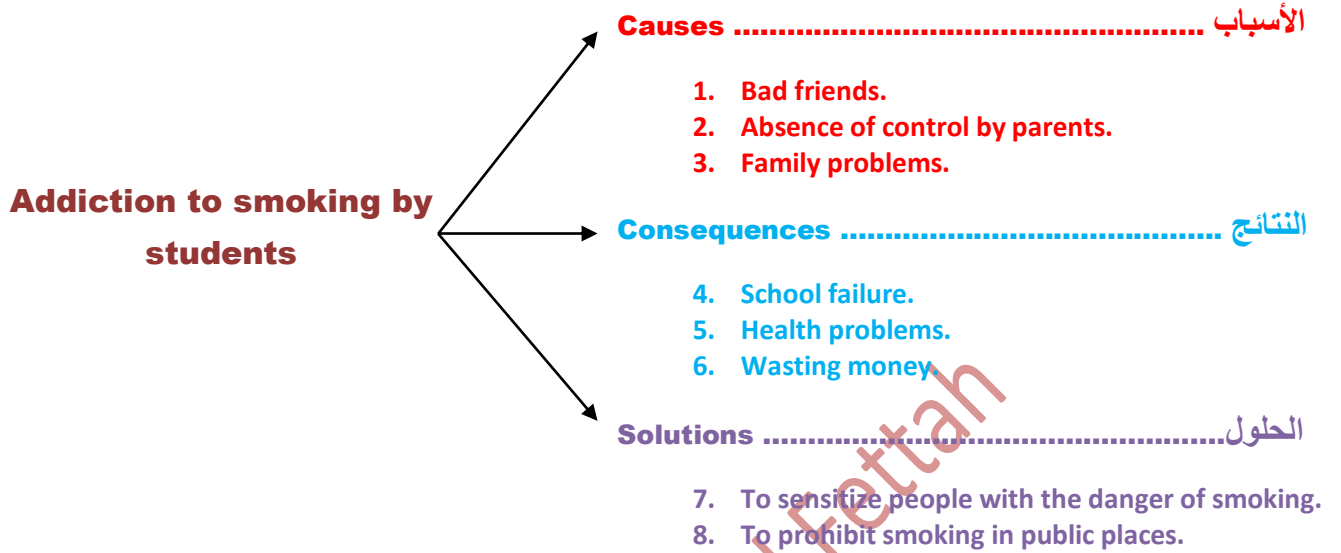 Addiction to smoking by
students
Causes ..................................................... الأسباب
1. Bad friends.
2. Absence of control by parents.
3. Family problems.
Consequences ........................................... النتائج
4. School failure.
5. Health problems.
6. Wasting money.
Solutions ....................................................الحلول
7. To sensitize people with the danger of smoking.
8. To prohibit smoking in public places.
Fettah